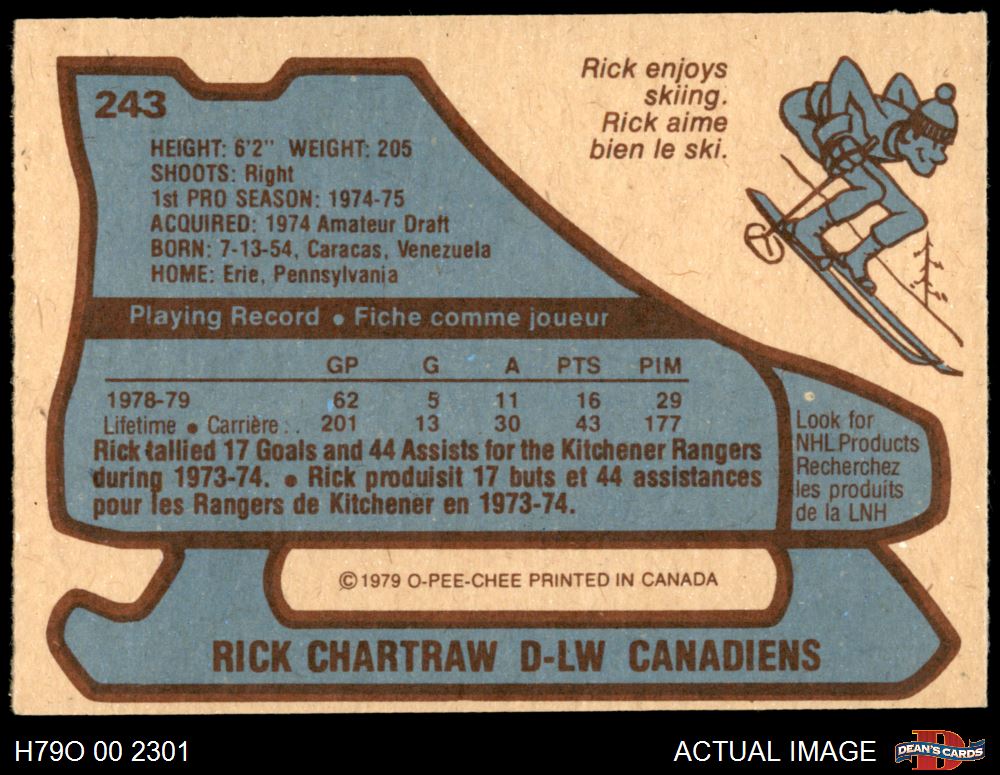 243
Rick enjoys
skiing.
Rick aime
bien le ski.
HEIGHT: 6'2" WEIGHT: 205
SHOOTS: Right
1st PRO SEASON: 1974-75
ACQUIRED: 1974 Amateur Draft
BORN: 7-13-54, Caracas, Venezuela
HOME: Erie, Pennsylvania
Playing Record • Fiche comme joueur
GP G A PTS PIM
1978-79 62 5 11 16 29
Lifetime • Carrière . . 201 13 30 43 177
Rick tallied 17 Goals and 44 Assists for the Kitchener Rangers
during 1973-74. • Rick produisit 17 buts et 44 assistances
pour les Rangers de Kitchener en 1973-74.
Look for
NHL Products
Recherchez
les produits
de la LNH
© 1979 O-PEE-CHEE PRINTED IN CANADA
RICK CHARTRAW D-LW CANADIENS
H79O 00 2301
ACTUAL IMAGE
DEAN'S CARDS